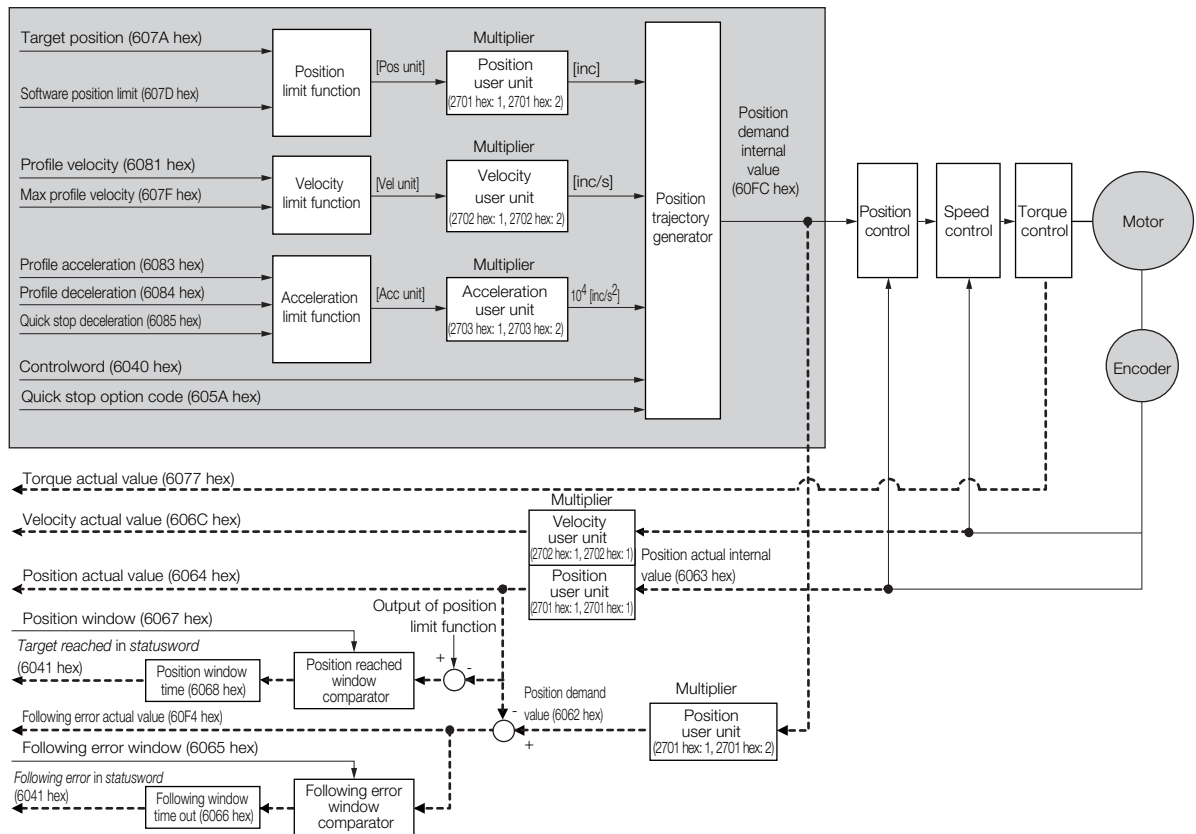 Target position (607A hex)
Software position limit (607D hex)
Position
limit function
[Pos unit]
Multiplier
Position
user unit
(2701 hex: 1, 2701 hex: 2)
[inc]
Profile velocity (6081 hex)
Max profile velocity (607F hex)
Velocity
limit function
[Vel unit]
Multiplier
Velocity
user unit
(2702 hex: 1, 2702 hex: 2)
[inc/s]
Profile acceleration (6083 hex)
Profile deceleration (6084 hex)
Quick stop deceleration (6085 hex)
Acceleration
limit function
[Acc unit]
Multiplier
Acceleration
user unit
(2703 hex: 1, 2703 hex: 2)
10⁴ [inc/s²]
Controlword (6040 hex)
Quick stop option code (605A hex)
Position
trajectory
generator
Position
demand
internal
value
(60FC hex)
Position
control
Speed
control
Torque
control
Motor
Encoder
Torque actual value (6077 hex)
Velocity actual value (606C hex)
Multiplier
Velocity
user unit
(2702 hex: 1, 2702 hex: 1)
Position actual value (6064 hex)
Position
user unit
(2701 hex: 1, 2701 hex: 1)
Position actual internal
value (6063 hex)
Position window (6067 hex)
Output of position
limit function
Target reached in statusword
(6041 hex)
Position window
time (6068 hex)
Position reached
window
comparator
+
-
Following error actual value (60F4 hex)
-
+
Position demand
value (6062 hex)
Multiplier
Position
user unit
(2701 hex: 1, 2701 hex: 2)
Following error window (6065 hex)
Following error in statusword
(6041 hex)
Following window
time out (6066 hex)
Following error
window
comparator